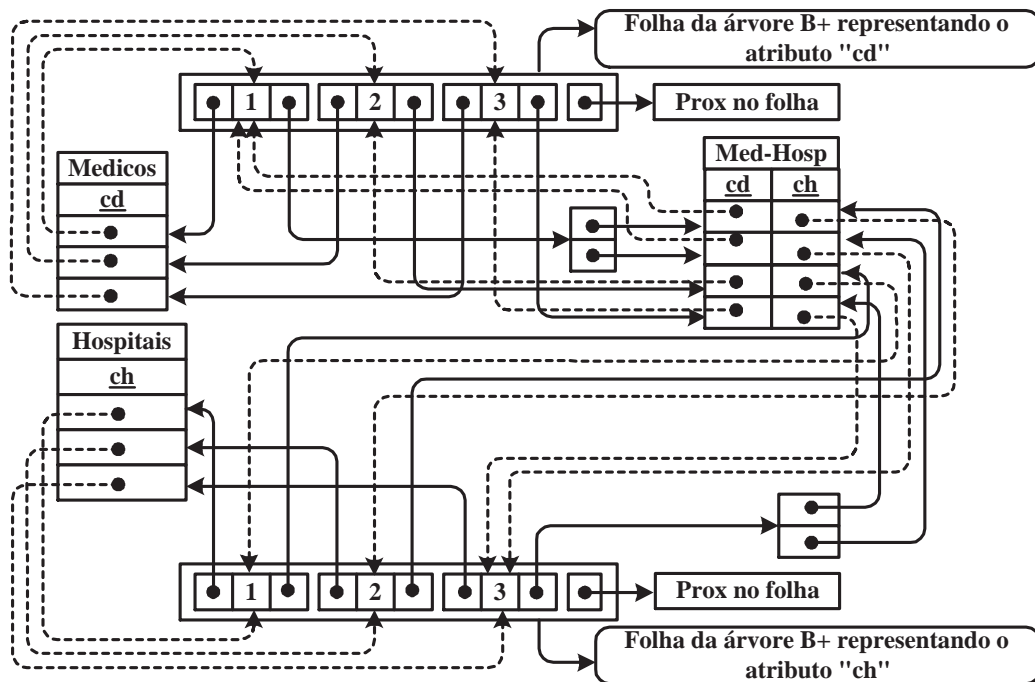 Folha da árvore B+ representando o
atributo "cd"
1 2 3
Prox no folha
Medicos
cd
Med-Hosp
cd ch
Hospitais
ch
1 2 3
Prox no folha
Folha da árvore B+ representando o
atributo "ch"